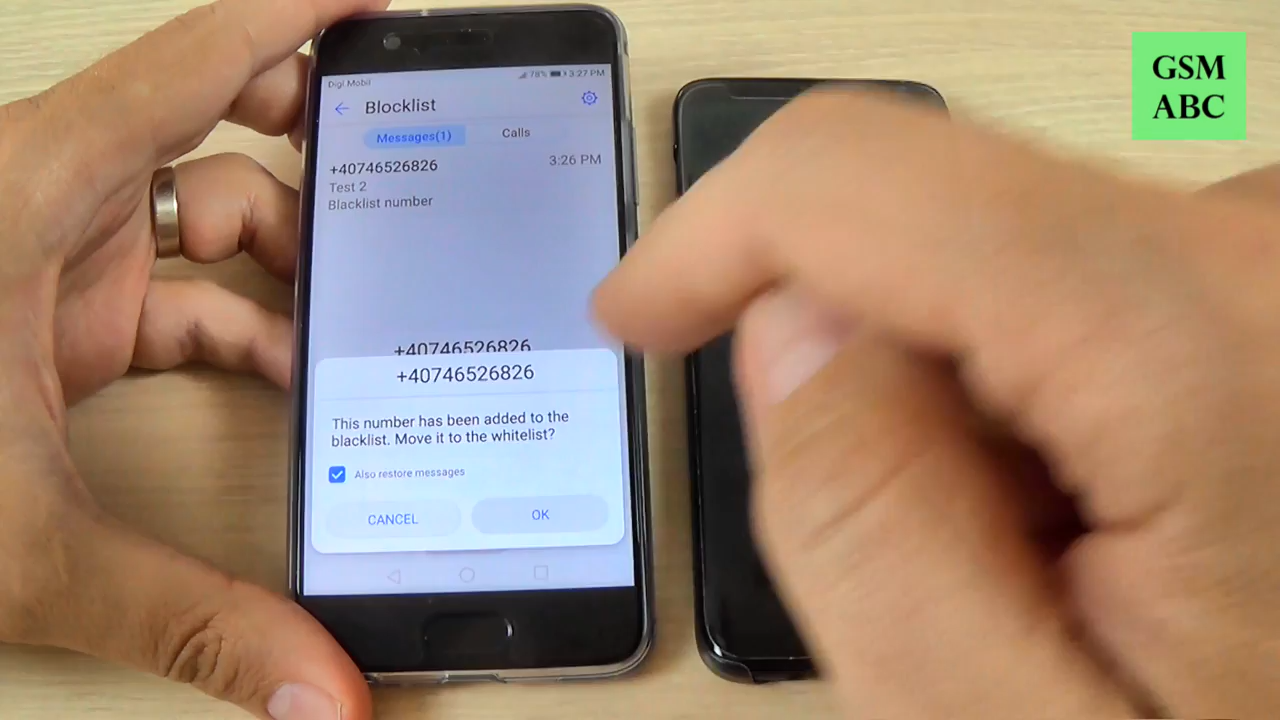 GSM
ABC
Digi Mobil
78% 3:27 PM
Blocklist
Messages(1)
Calls
+40746526826
3:26 PM
Test 2
Blacklist number
+40746526826
+40746526826
This number has been added to the
blacklist. Move it to the whitelist?
Also restore messages
CANCEL
OK